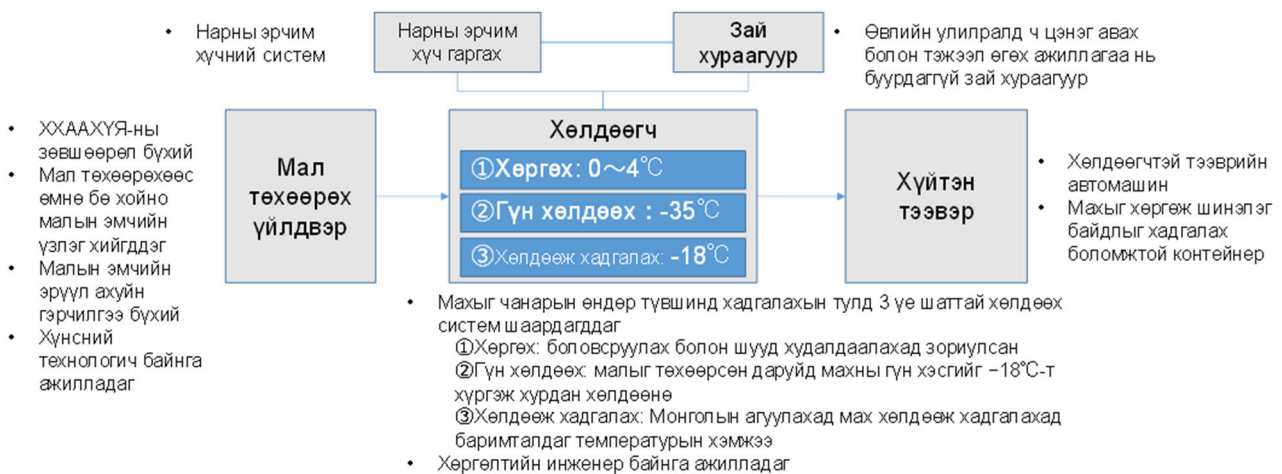 • Нарны эрчим
хүчний систем
Нарны эрчим
хүч гаргах
Зай
хураагуур
• Өвлийн улилралд ч цэнэг авах
болон тэжээл өгөх ажиллагаа нь
буурдаггүй зай хураагуур
• ХХААХҮЯ-ны
зөвшөөрөл бүхий
• Мал төхөөрөхөөс
өмнө бө хойно
малын эмчийн
үзлэг хийгддэг
• Малын эмчийн
эрүүл ахуйн
гэрчилгээ бүхий
• Хүнсний
технологич байнга
ажилладаг
Мал
төхөөрөх
үйлдвэр
Хөлдөөгч
①Хөргөх: 0～4℃
②Гүн хөлдөөх : -35℃
③Хөлдөөж хадгалах: -18℃
Хүйтэн
тээвэр
• Хөлдөөгчтэй тээврийн
автомашин
• Махыг хөргөж шинэлэг
байдлыг хадгалах
боломжтой контейнер
• Махыг чанарын өндөр түвшинд хадгалахын тулд 3 үе шаттай хөлдөөх
систем шаардагддаг
①Хөргөх: боловсруулах болон шууд худалдаалахад зориулсан
②Гүн хөлдөөх: малыг төхөөрсөн даруйд махны гүн хэсгийг −18℃-т
хүргэж хурдан хөлдөөнө
③Хөлдөөж хадгалах: Монголын агуулахад мах хөлдөөж хадгалахад
баримталдаг температурын хэмжээ
• Хөргөлтийн инженер байнга ажилладаг